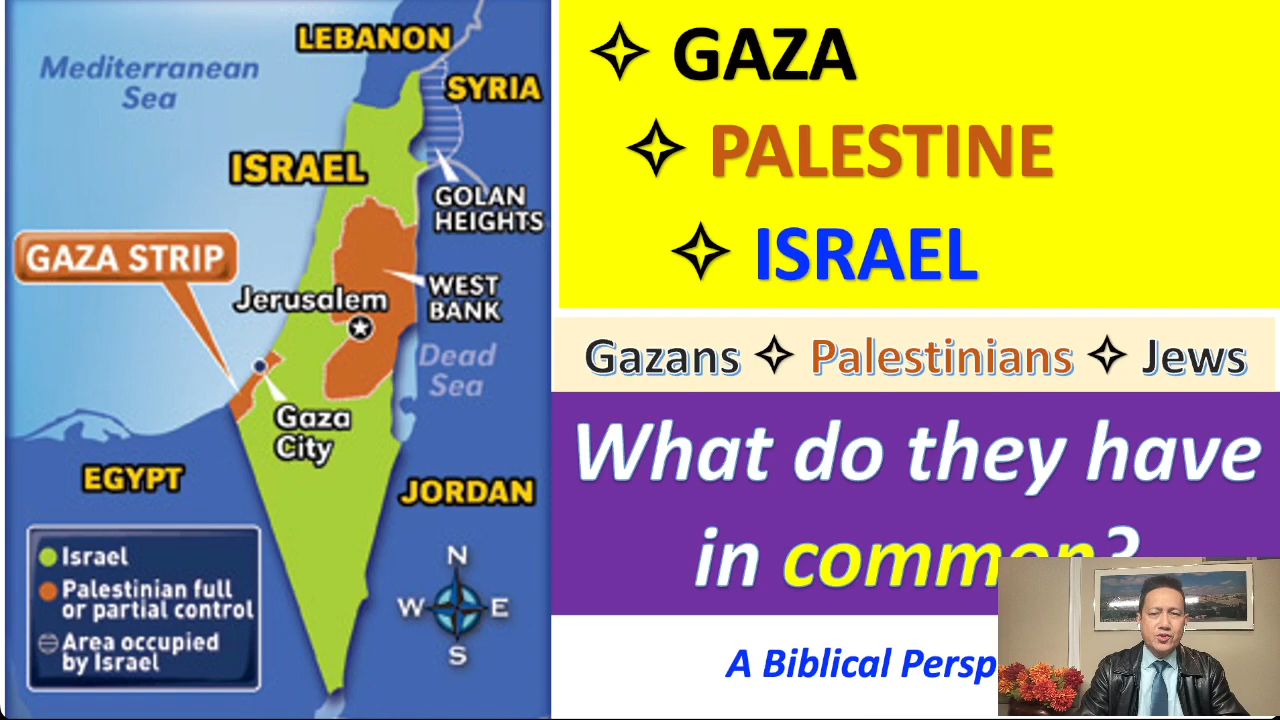 LEBANON
Mediterranean
Sea
SYRIA
ISRAEL
GOLAN
HEIGHTS
GAZA STRIP
WEST
BANK
Jerusalem
Dead
Sea
Gaza
City
EGYPT
JORDAN
Israel
Palestinian full
or partial control
Area occupied
by Israel
N
W E
S
GAZA
PALESTINE
ISRAEL
Gazans ✧ Palestinians ✧ Jews
What do they have
in common?
A Biblical Persp